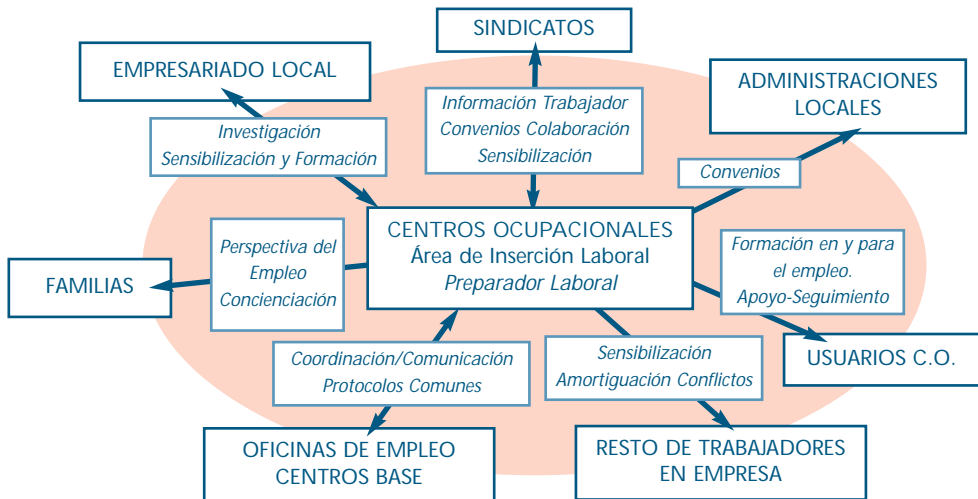 SINDICATOS
EMPRESARIADO LOCAL
ADMINISTRACIONES
LOCALES
Investigación
Sensibilización y Formación
Información Trabajador
Convenios Colaboración
Sensibilización
Convenios
CENTROS OCUPACIONALES
Área de Inserción Laboral
Preparador Laboral
Perspectiva del
Empleo
Concienciación
FAMILIAS
Formación en y para
el empleo.
Apoyo-Seguimiento
USUARIOS C.O.
Coordinación/Comunicación
Protocolos Comunes
Sensibilización
Amortiguación Conflictos
OFICINAS DE EMPLEO
CENTROS BASE
RESTO DE TRABAJADORES
EN EMPRESA